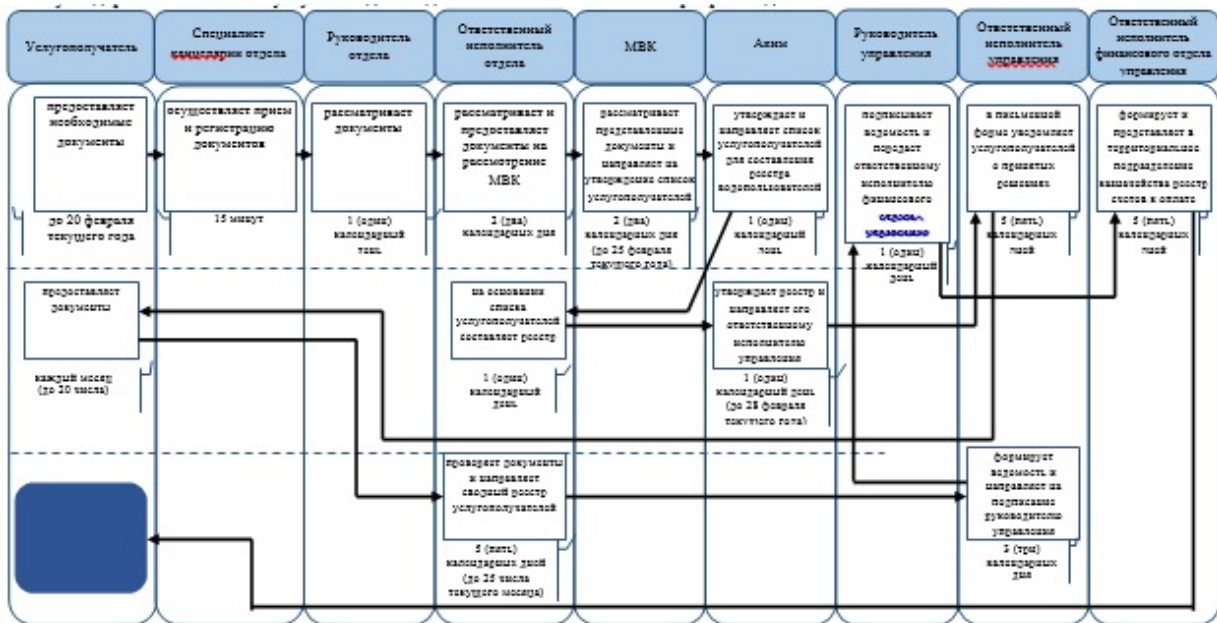 Услугополучатель
Специалист
канцелярии отдела
Руководитель
отдела
Ответственный
исполнитель
отдела
МВК
Аким
Руководитель
управления
Ответственный
исполнитель
управления
Ответственный
исполнитель
финансового отдела
управления
предоставляет
необходимые
документы
до 20 февраля
текущего года
осуществляет прием
и регистрацию
документов
15 минут
рассматривает
документы
1 (один)
календарный
день
рассматривает и
предоставляет
документы на
рассмотрение
МВК
2 (два)
календарных дня
рассматривает
представленные
документы и
направляет на
утверждение список
услугополучателей
2 (два)
календарных дня
(до 25 февраля
текущего года)
утверждает и
направляет список
услугополучателей
для составления
реестра
водопользователей
1 (один)
календарный
день
подписывает
ведомость и
передает
ответственному
исполнителю
финансового
отдела
управления
1 (один)
календарный
день
в письменной
форме уведомляет
услугополучателей
о принятых
решениях
5 (пять)
календарных
дней
формирует и
представляет в
территориальное
подразделение
казначейства реестр
счетов к оплате
5 (пять)
календарных
дней
предоставляет
документы
каждый месяц
(до 20 числа)
на основании
списка
услугополучателей
составляет реестр
1 (один)
календарный
день
утверждает реестр и
направляет его
ответственному
исполнителю
управления
1 (один)
календарный день
(до 28 февраля
текущего года)
проверяет документы
и направляет
сводный реестр
услугополучателей
5 (пять)
календарных дней
(до 25 числа
текущего месяца)
формирует
ведомость и
направляет на
подписание
руководителю
управления
3 (три)
календарных
дня